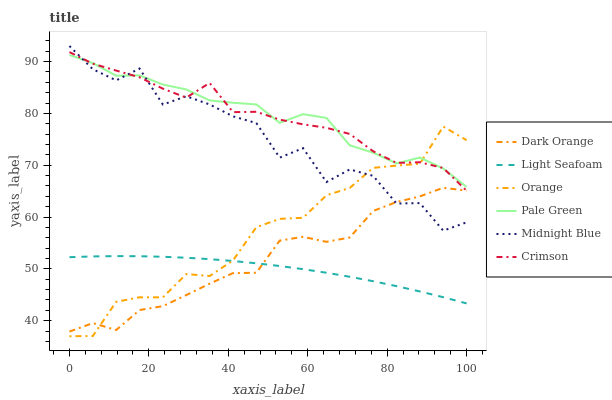 title
yaxis_label
90
80
70
60
50
40
0
20
40
60
80
100
xaxis_label
Dark Orange
Light Seafoam
Orange
Pale Green
Midnight Blue
Crimson